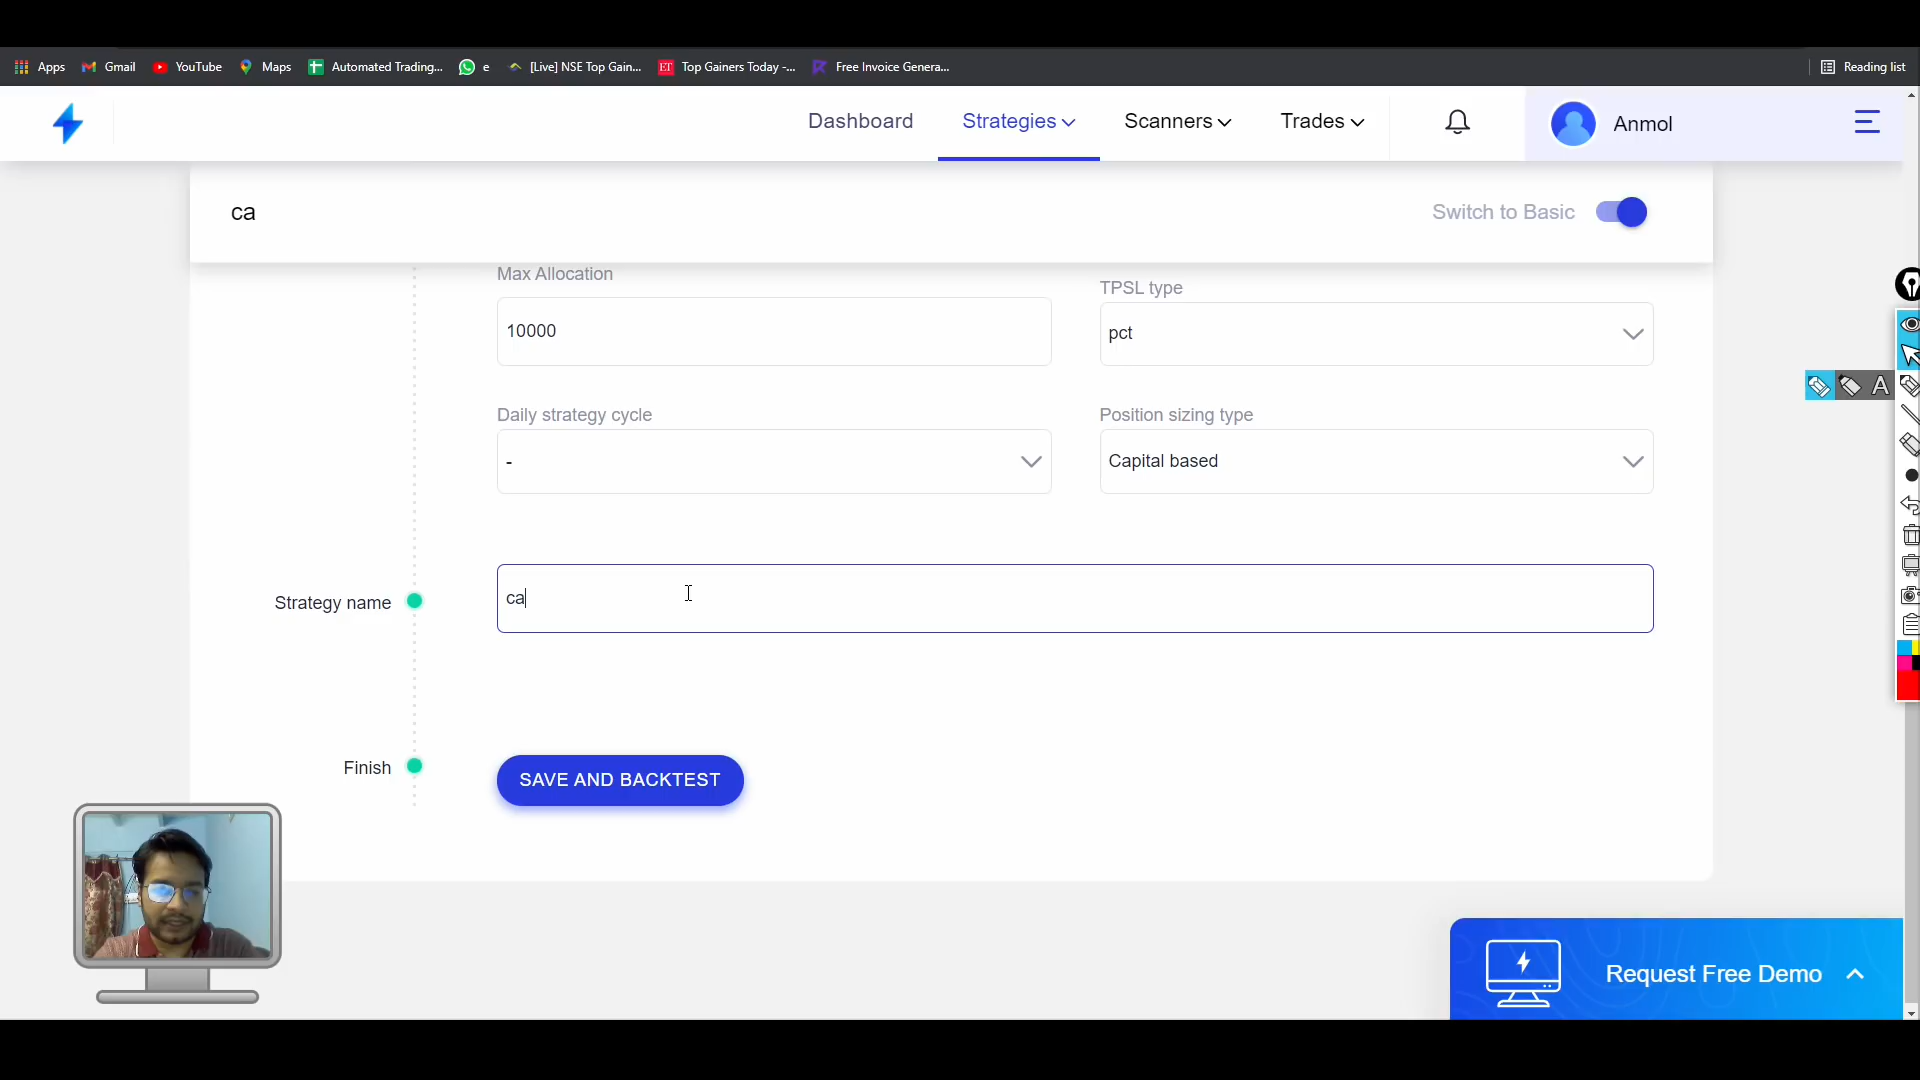 Apps Gmail YouTube Maps Automated Trading... e [Live] NSE Top Gain... ET Top Gainers Today -... Free Invoice Genera... Reading list
Dashboard Strategies Scanners Trades Anmol
ca Switch to Basic
Max Allocation
TPSL type
10000
pct
A
Daily strategy cycle Position sizing type
- Capital based
Strategy name ca
Finish SAVE AND BACKTEST
Request Free Demo